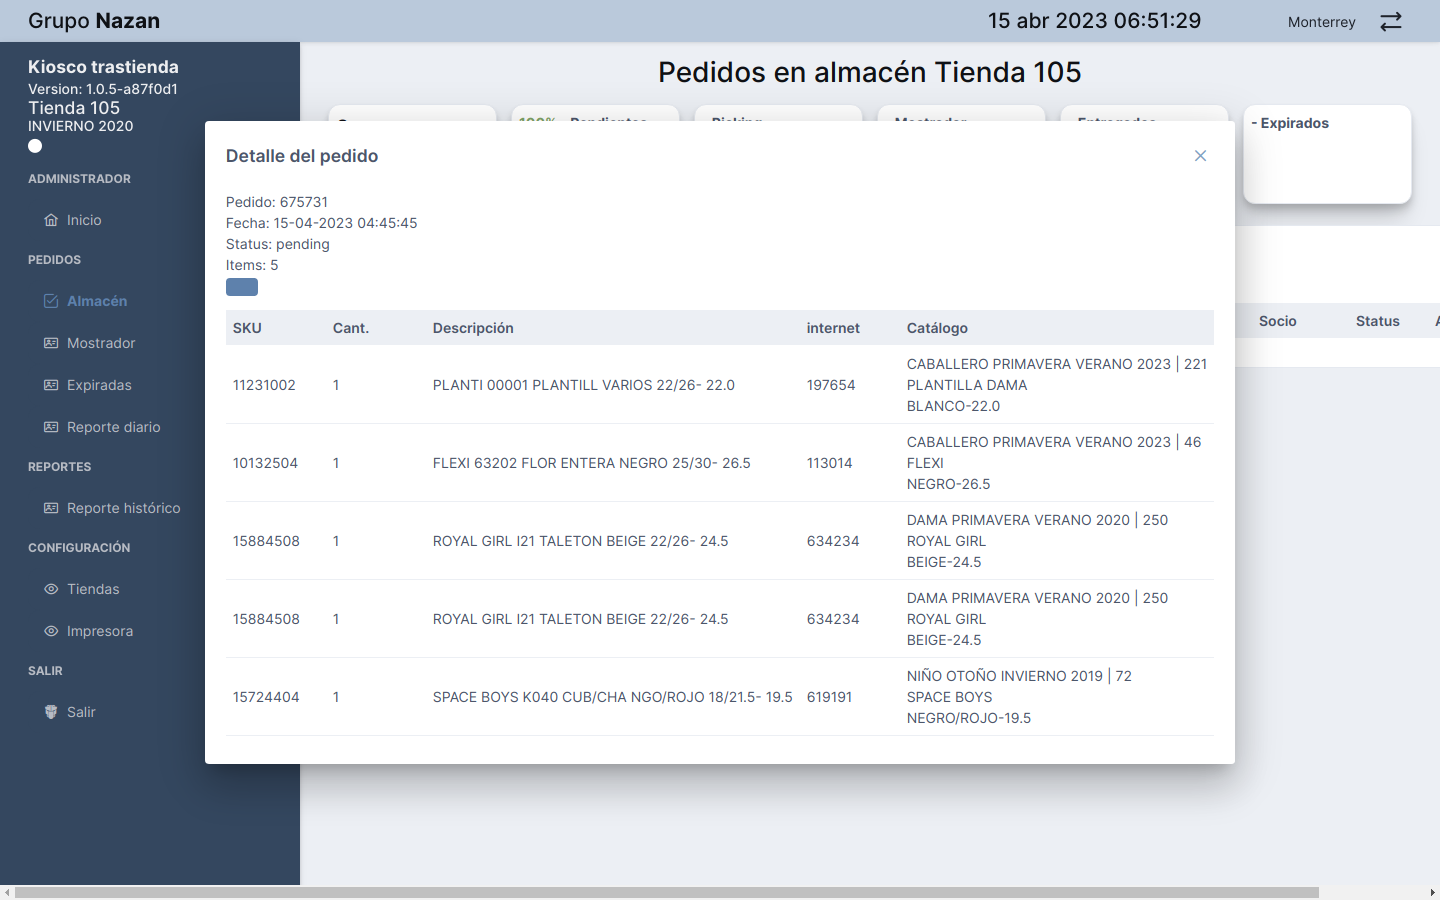 Grupo Nazan
15 abr 2023 06:51:29
Monterrey
Kiosco trastienda
Version: 1.0.5-a87f0d1
Tienda 105
INVIERNO 2020
ADMINISTRADOR
Inicio
PEDIDOS
Almacén
Mostrador
Expiradas
Reporte diario
REPORTES
Reporte histórico
CONFIGURACIÓN
Tiendas
Impresora
SALIR
Salir
Pedidos en almacén Tienda 105
100% Pendientes
Picking
Mostrador
Entregados
- Expirados
Socio Status
Detalle del pedido
Pedido: 675731
Fecha: 15-04-2023 04:45:45
Status: pending
Items: 5
SKU Cant. Descripción internet Catálogo
11231002 1 PLANTI 00001 PLANTILL VARIOS 22/26- 22.0 197654 CABALLERO PRIMAVERA VERANO 2023 | 221
PLANTILLA DAMA
BLANCO-22.0
10132504 1 FLEXI 63202 FLOR ENTERA NEGRO 25/30- 26.5 113014 CABALLERO PRIMAVERA VERANO 2023 | 46
FLEXI
NEGRO-26.5
15884508 1 ROYAL GIRL I21 TALETON BEIGE 22/26- 24.5 634234 DAMA PRIMAVERA VERANO 2020 | 250
ROYAL GIRL
BEIGE-24.5
15884508 1 ROYAL GIRL I21 TALETON BEIGE 22/26- 24.5 634234 DAMA PRIMAVERA VERANO 2020 | 250
ROYAL GIRL
BEIGE-24.5
15724404 1 SPACE BOYS K040 CUB/CHA NGO/ROJO 18/21.5- 19.5 619191 NIÑO OTOÑO INVIERNO 2019 | 72
SPACE BOYS
NEGRO/ROJO-19.5